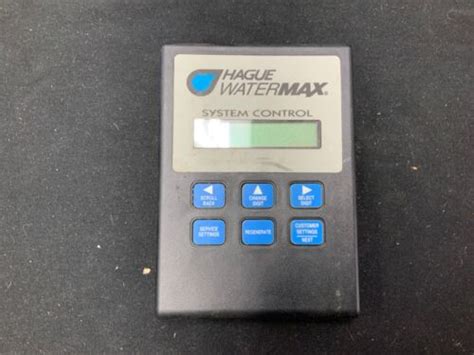 HAGUE
WATERMAX®
SYSTEM CONTROL
SCROLL BACK
CHANGE DIGIT
SELECT DIGIT
SERVICE SETTINGS
REGENERATE
CUSTOMER SETTINGS
NEXT